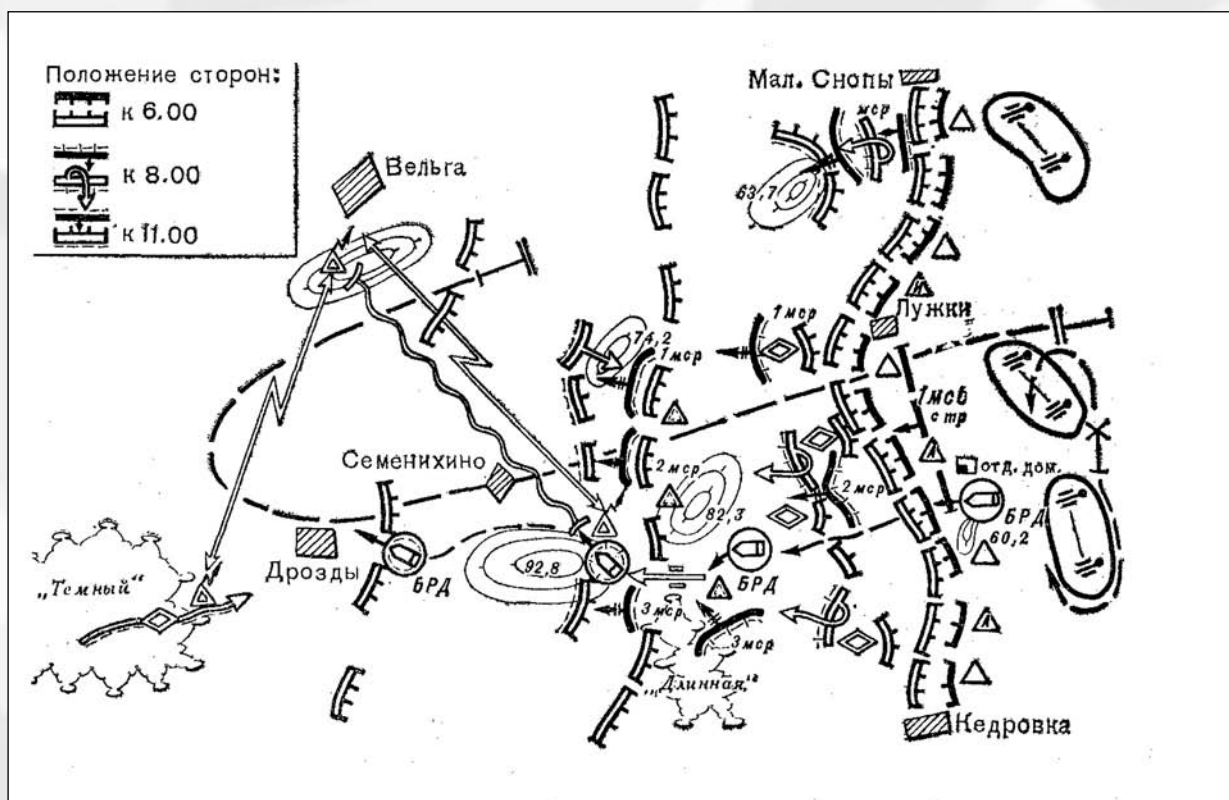 Положение сторон:
к 6.00
к 8.00
к 11.00
Мал. Снопы
мср
63,7
Вельга
Лужки
1 мср
74,2
1 мср
1 мсб
с тр
Семенихино
2 мср
отд. дом.
2 мср
82,3
БРД
60,2
Дрозды
БРД
92,8
БРД
„Темный“
3 мср
3 мср
„Длинная“
Кедровка